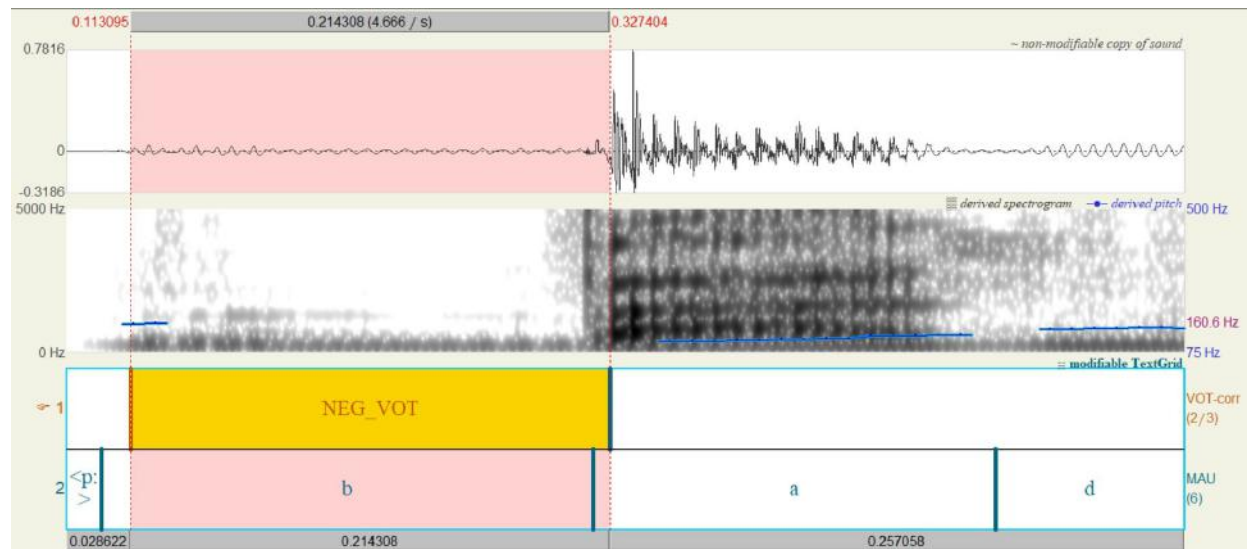 0.113095 0.214308 (4.666 / s) 0.327404
0.7816 ~ non-modifiable copy of sound
0
-0.3186
5000 Hz derived spectrogram derived pitch 500 Hz
160.6 Hz
0 Hz 75 Hz
modifiable TextGrid
1 NEG_VOT VOT-corr
(2/3)
2 <p:
> b a d MAU
(6)
0.028622 0.214308 0.257058